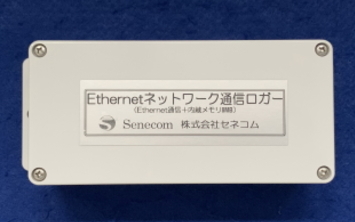 Ethernetネットワーク通信ロガー
(Ethernet通信+内蔵メモリ機能)
Senecom 株式会社セネコム